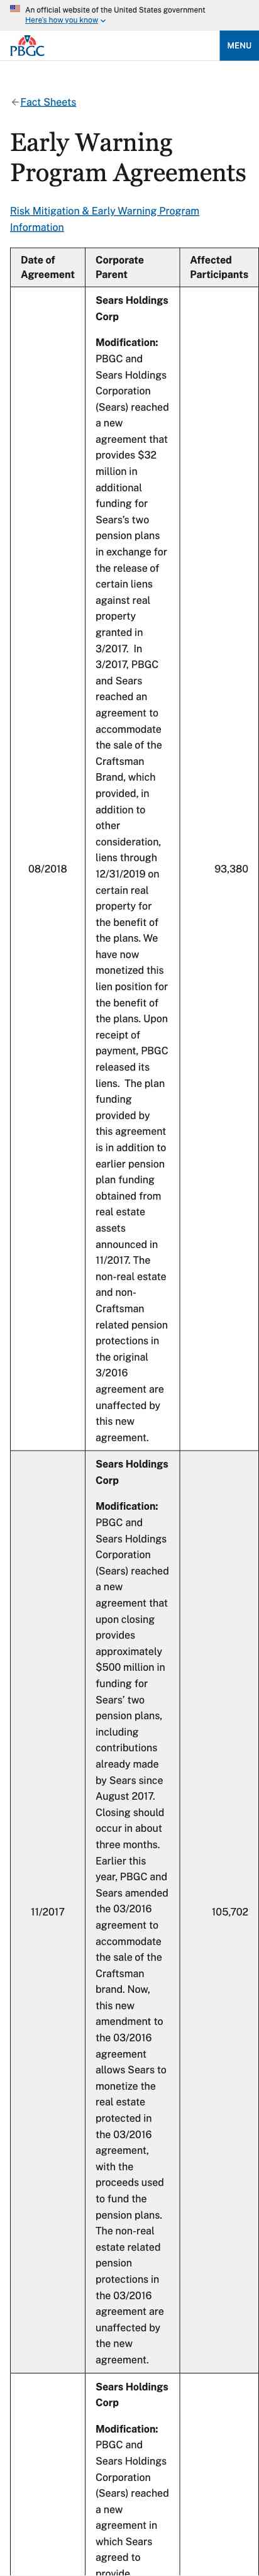 An official website of the United States government
Here's how you know
PBGC
MENU
Fact Sheets
Early Warning
Program Agreements
Risk Mitigation & Early Warning Program
Information
Date of
Agreement
Corporate
Parent
Affected
Participants
08/2018
Sears Holdings
Corp
Modification:
PBGC and
Sears Holdings
Corporation
(Sears) reached
a new
agreement that
provides $32
million in
additional
funding for
Sears's two
pension plans
in exchange for
the release of
certain liens
against real
property
granted in
3/2017.  In
3/2017, PBGC
and Sears
reached an
agreement to
accommodate
the sale of the
Craftsman
Brand, which
provided, in
addition to
other
consideration,
liens through
12/31/2019 on
certain real
property for
the benefit of
the plans. We
have now
monetized this
lien position for
the benefit of
the plans. Upon
receipt of
payment, PBGC
released its
liens.  The plan
funding
provided by
this agreement
is in addition to
earlier pension
plan funding
obtained from
real estate
assets
announced in
11/2017. The
non-real estate
and non-
Craftsman
related pension
protections in
the original
3/2016
agreement are
unaffected by
this new
agreement.
93,380
11/2017
Sears Holdings
Corp
Modification:
PBGC and
Sears Holdings
Corporation
(Sears) reached
a new
agreement that
upon closing
provides
approximately
$500 million in
funding for
Sears' two
pension plans,
including
contributions
already made
by Sears since
August 2017.
Closing should
occur in about
three months.
Earlier this
year, PBGC and
Sears amended
the 03/2016
agreement to
accommodate
the sale of the
Craftsman
brand. Now,
this new
amendment to
the 03/2016
agreement
allows Sears to
monetize the
real estate
protected in
the 03/2016
agreement,
with the
proceeds used
to fund the
pension plans.
The non-real
estate related
pension
protections in
the 03/2016
agreement are
unaffected by
the new
agreement.
105,702
Sears Holdings
Corp
Modification:
PBGC and
Sears Holdings
Corporation
(Sears) reached
a new
agreement in
which Sears
agreed to
provide